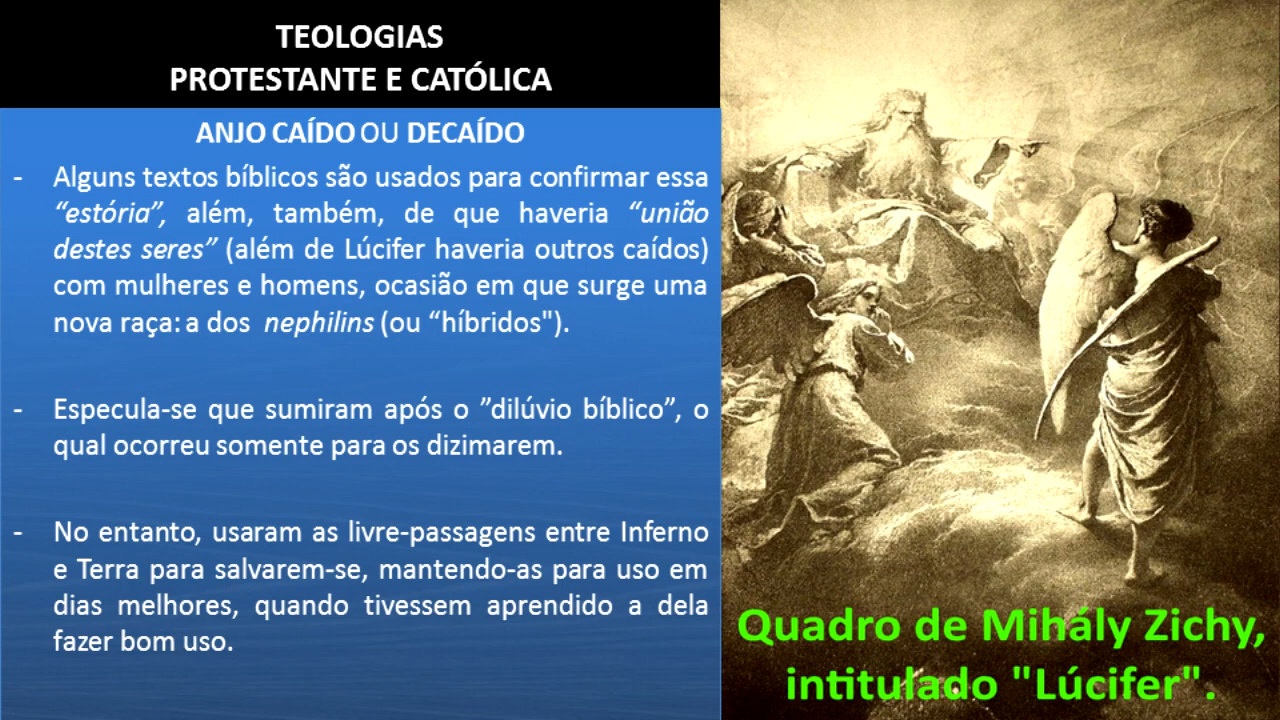 TEOLOGIAS
PROTESTANTE E CATÓLICA
ANJO CAÍDO OU DECAÍDO
- Alguns textos bíblicos são usados para confirmar essa
“estória”, além, também, de que haveria “união
destes seres” (além de Lúcifer haveria outros caídos)
com mulheres e homens, ocasião em que surge uma
nova raça: a dos nephilins (ou “híbridos").
- Especula-se que sumiram após o ”dilúvio bíblico”, o
qual ocorreu somente para os dizimarem.
- No entanto, usaram as livre-passagens entre Inferno
e Terra para salvarem-se, mantendo-as para uso em
dias melhores, quando tivessem aprendido a dela
fazer bom uso.
Quadro de Mihály Zichy,
intitulado "Lúcifer".